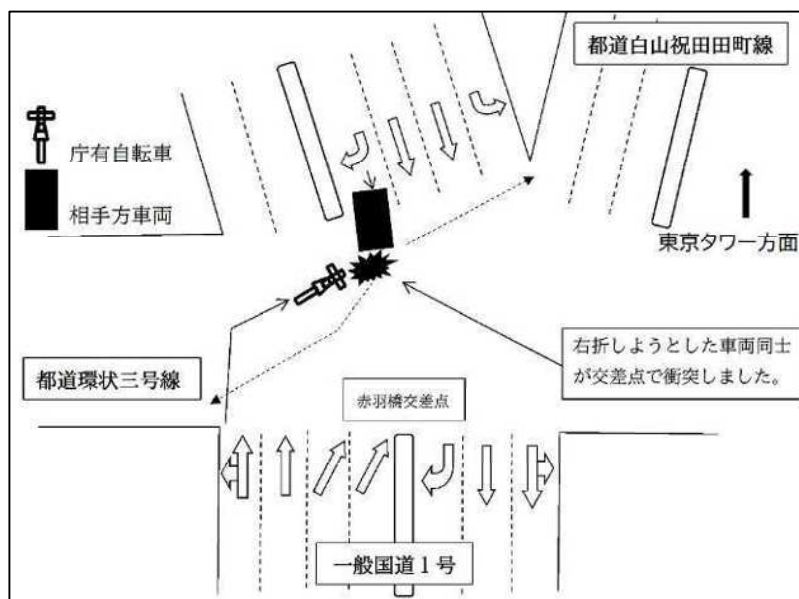 都道白山祝田田町線
庁有自転車
相手方車両
東京タワー方面
右折しようとした車両同士
が交差点で衝突しました。
都道環状三号線
赤羽橋交差点
一般国道1号